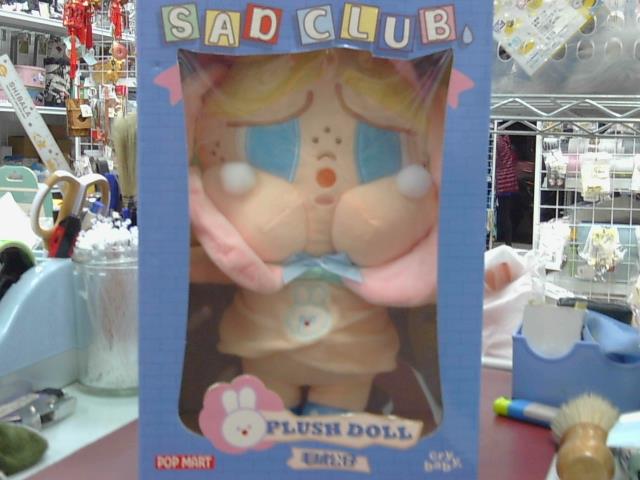 SAD CLUB.
PLUSH DOLL
POP MART
cry
baby.